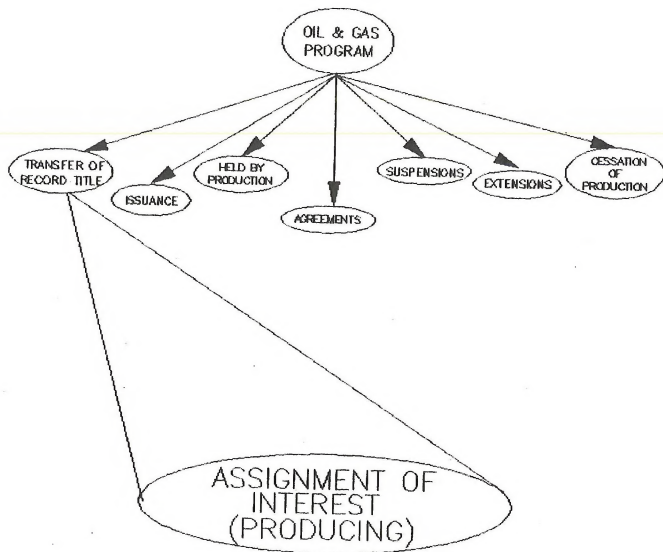 OIL & GAS
PROGRAM
TRANSFER OF
RECORD TITLE
ISSUANCE
HELD BY
PRODUCTION
AGREEMENTS
SUSPENSIONS
EXTENSIONS
CESSATION
OF
PRODUCTION
ASSIGNMENT OF
INTEREST
(PRODUCING)